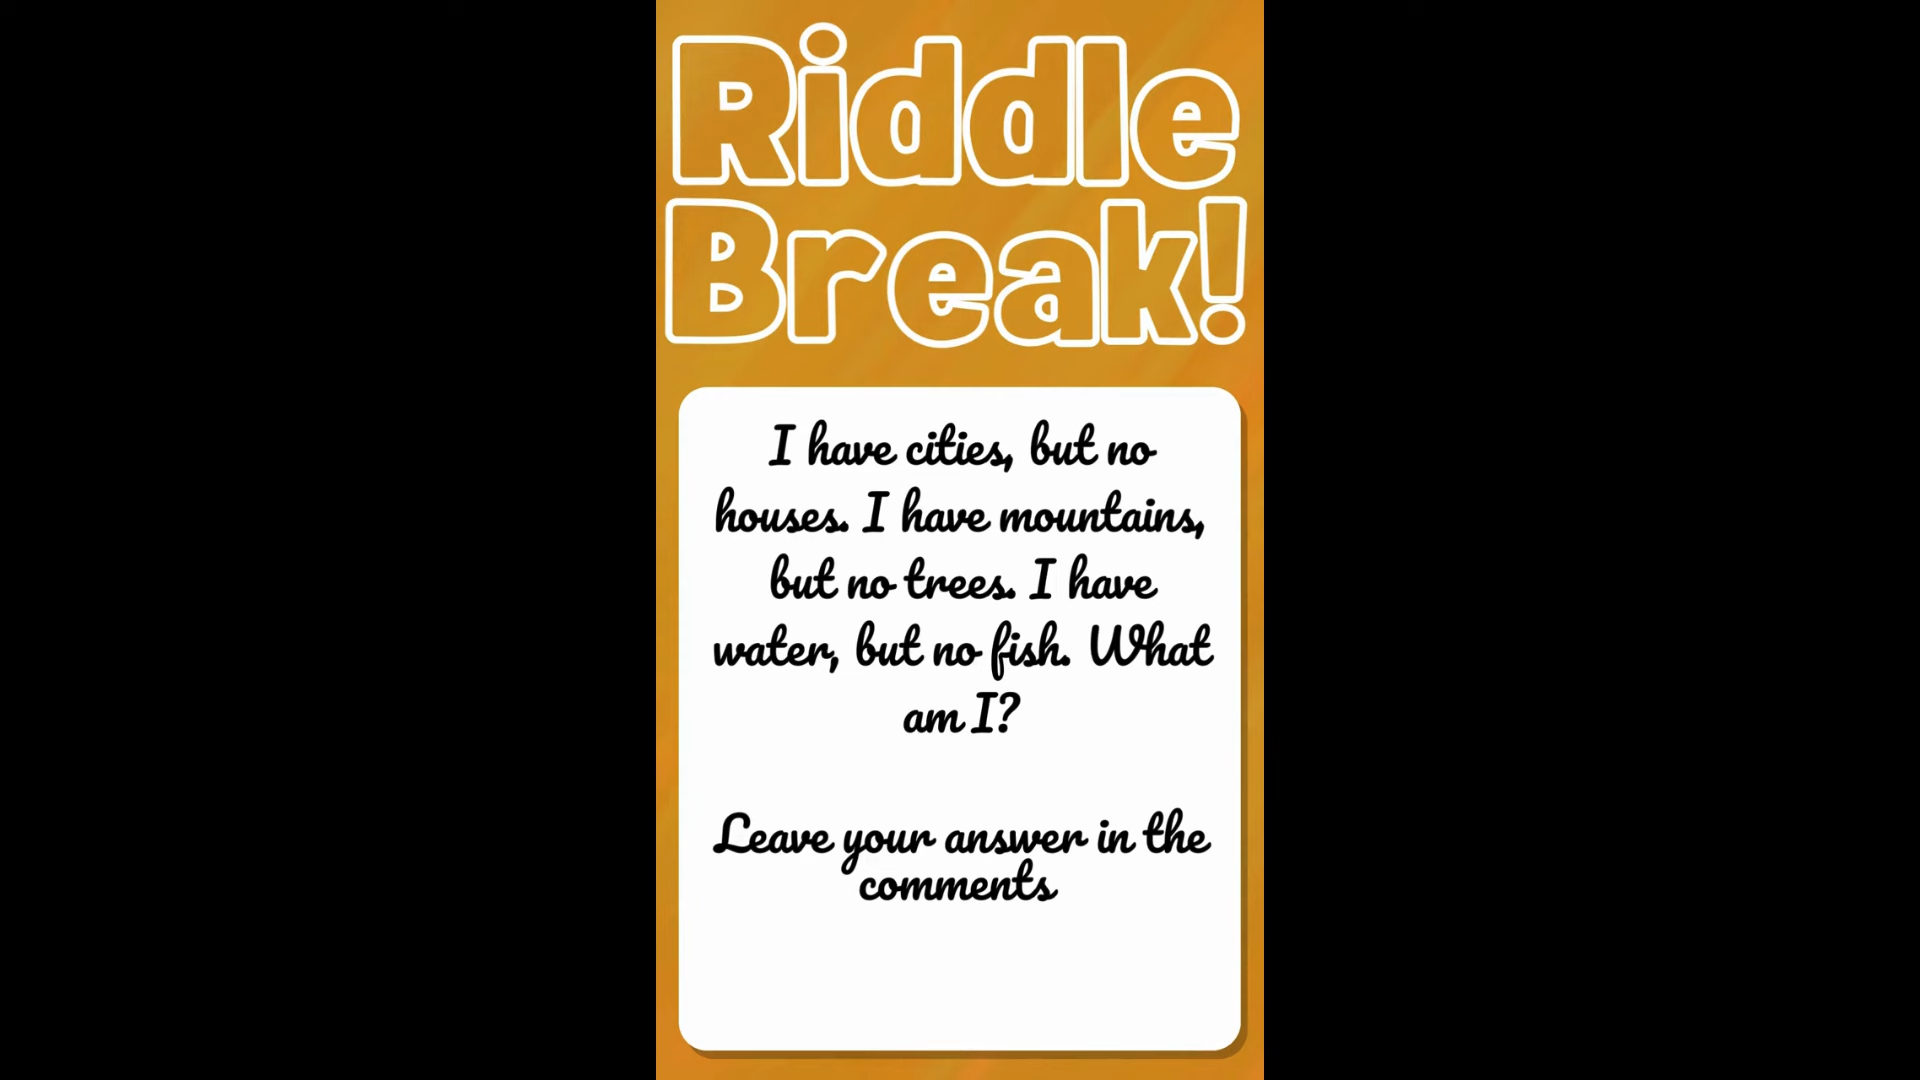 Riddle
Break!
I have cities, but no
houses. I have mountains,
but no trees. I have
water, but no fish. What
am I?
Leave your answer in the
comments